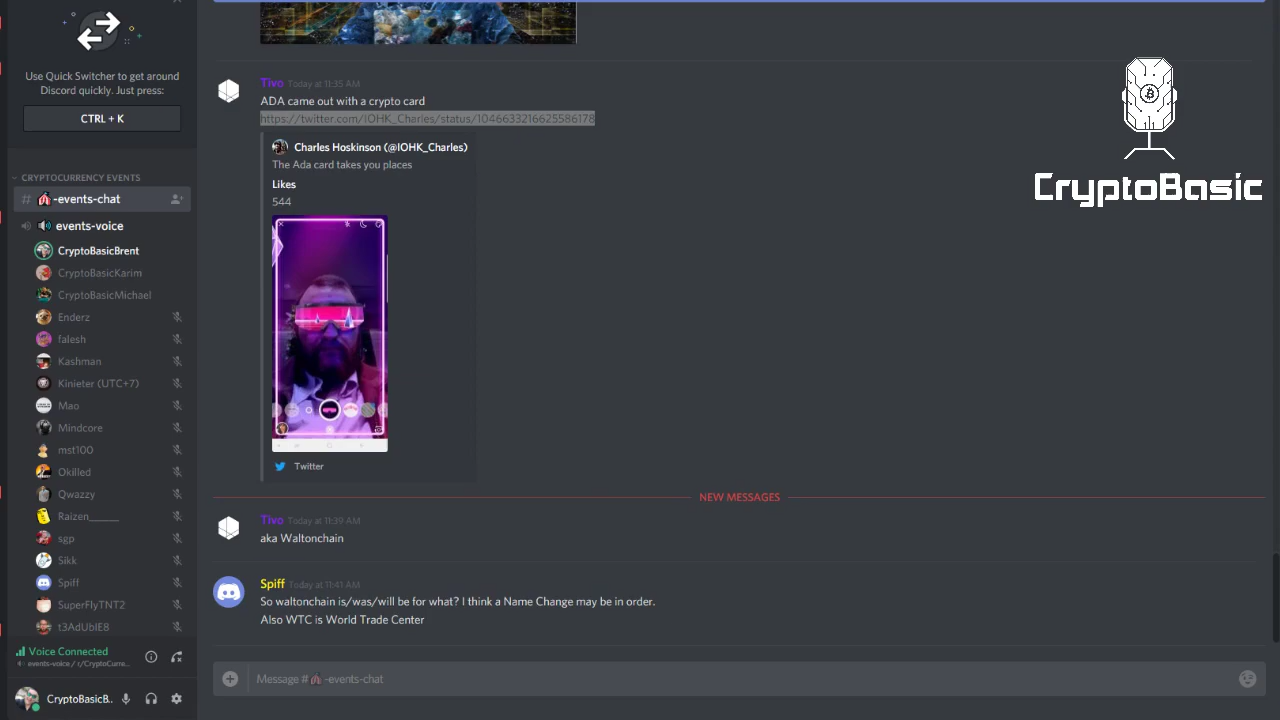 Use Quick Switcher to get around
Discord quickly. Just press:
CTRL + K
CRYPTOCURRENCY EVENTS
# -events-chat
events-voice
CryptoBasicBrent
CryptoBasicKarim
CryptoBasicMichael
Enderz
falesh
Kashman
Kinieter (UTC+7)
Mao
Mindcore
mst100
Okilled
Qwazzy
Raizen______
sgp
Sikk
Spiff
SuperFlyTNT2
t3AdUblE8
Voice Connected
events-voice / r/CryptoCurre...
CryptoBasicB...
Tivo Today at 11:35 AM
ADA came out with a crypto card
https://twitter.com/IOHK_Charles/status/1046633216625586178
Charles Hoskinson (@IOHK_Charles)
The Ada card takes you places
Likes
544
Twitter
NEW MESSAGES
Tivo Today at 11:39 AM
aka Waltonchain
Spiff Today at 11:41 AM
So waltonchain is/was/will be for what? I think a Name Change may be in order.
Also WTC is World Trade Center
Message # -events-chat
CryptoBasic